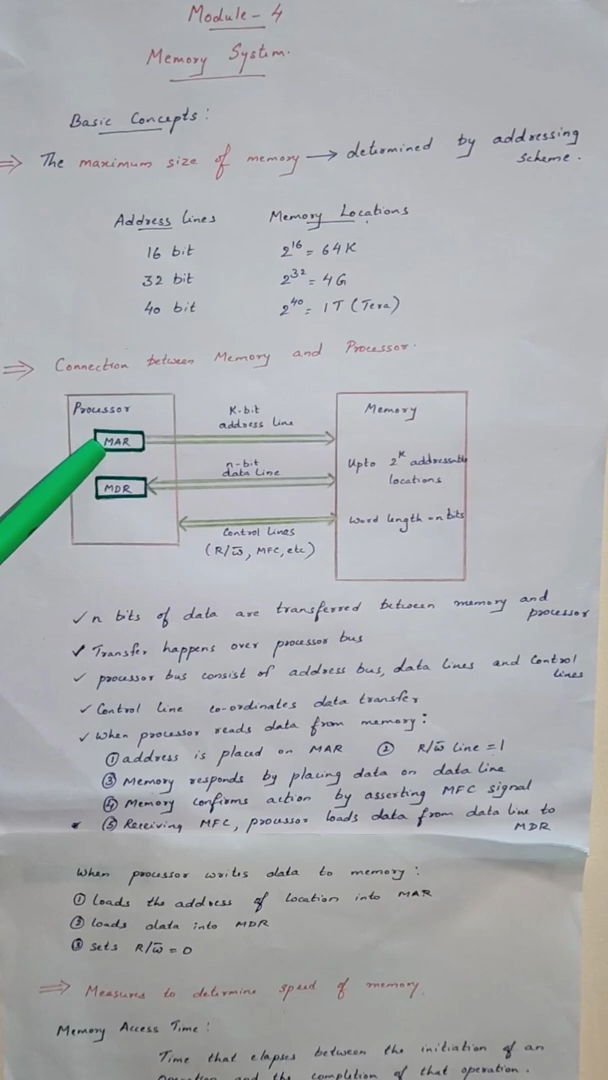 Module - 4
Memory System.
Basic Concepts :
⇒ The maximum size of memory → determined by addressing scheme.
Address Lines Memory Locations
16 bit 2^16 = 64K
32 bit 2^32 = 4G
40 bit 2^40 = 1T (Tera)
⇒ Connection between Memory and Processor.
Processor
MAR
MDR
K-bit
address line
n-bit
data line
Control Lines
(R/w̅, MFC, etc)
Memory
Upto 2^K addressable
locations
Word length = n bits
✓ n bits of data are transferred between memory and processor
✓ Transfer happens over processor bus
✓ processor bus consist of address bus, data lines and control lines
✓ Control line co-ordinates data transfer
✓ When processor reads data from memory :
① address is placed on MAR ② R/w̅ line = 1
③ Memory responds by placing data on data line
④ Memory confirms action by asserting MFC signal
⑤ Receiving MFC, processor loads data from data line to MDR
When processor writes data to memory :
① loads the address of location into MAR
② loads data into MDR
③ sets R/w̅ = 0
⇒ Measures to determine speed of memory.
Memory Access Time :
Time that elapses between the initiation of an
operation and the completion of that operation.